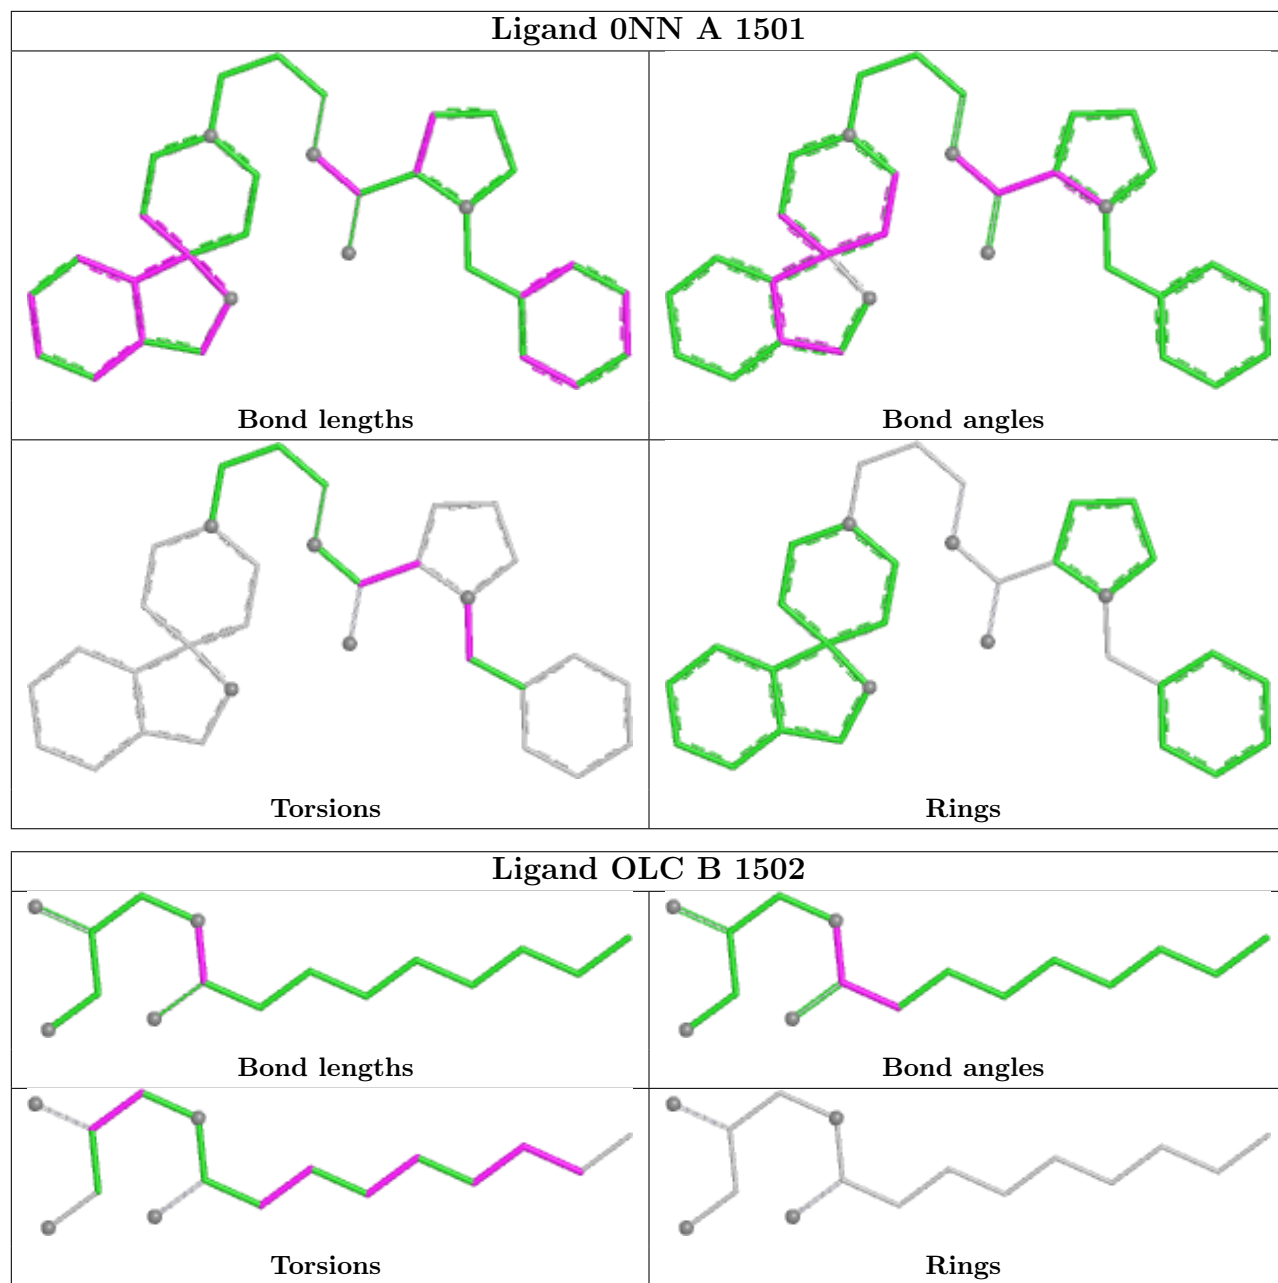 Ligand 0NN A 1501
Bond lengths
Bond angles
Torsions
Rings
Ligand OLC B 1502
Bond lengths
Bond angles
Torsions
Rings